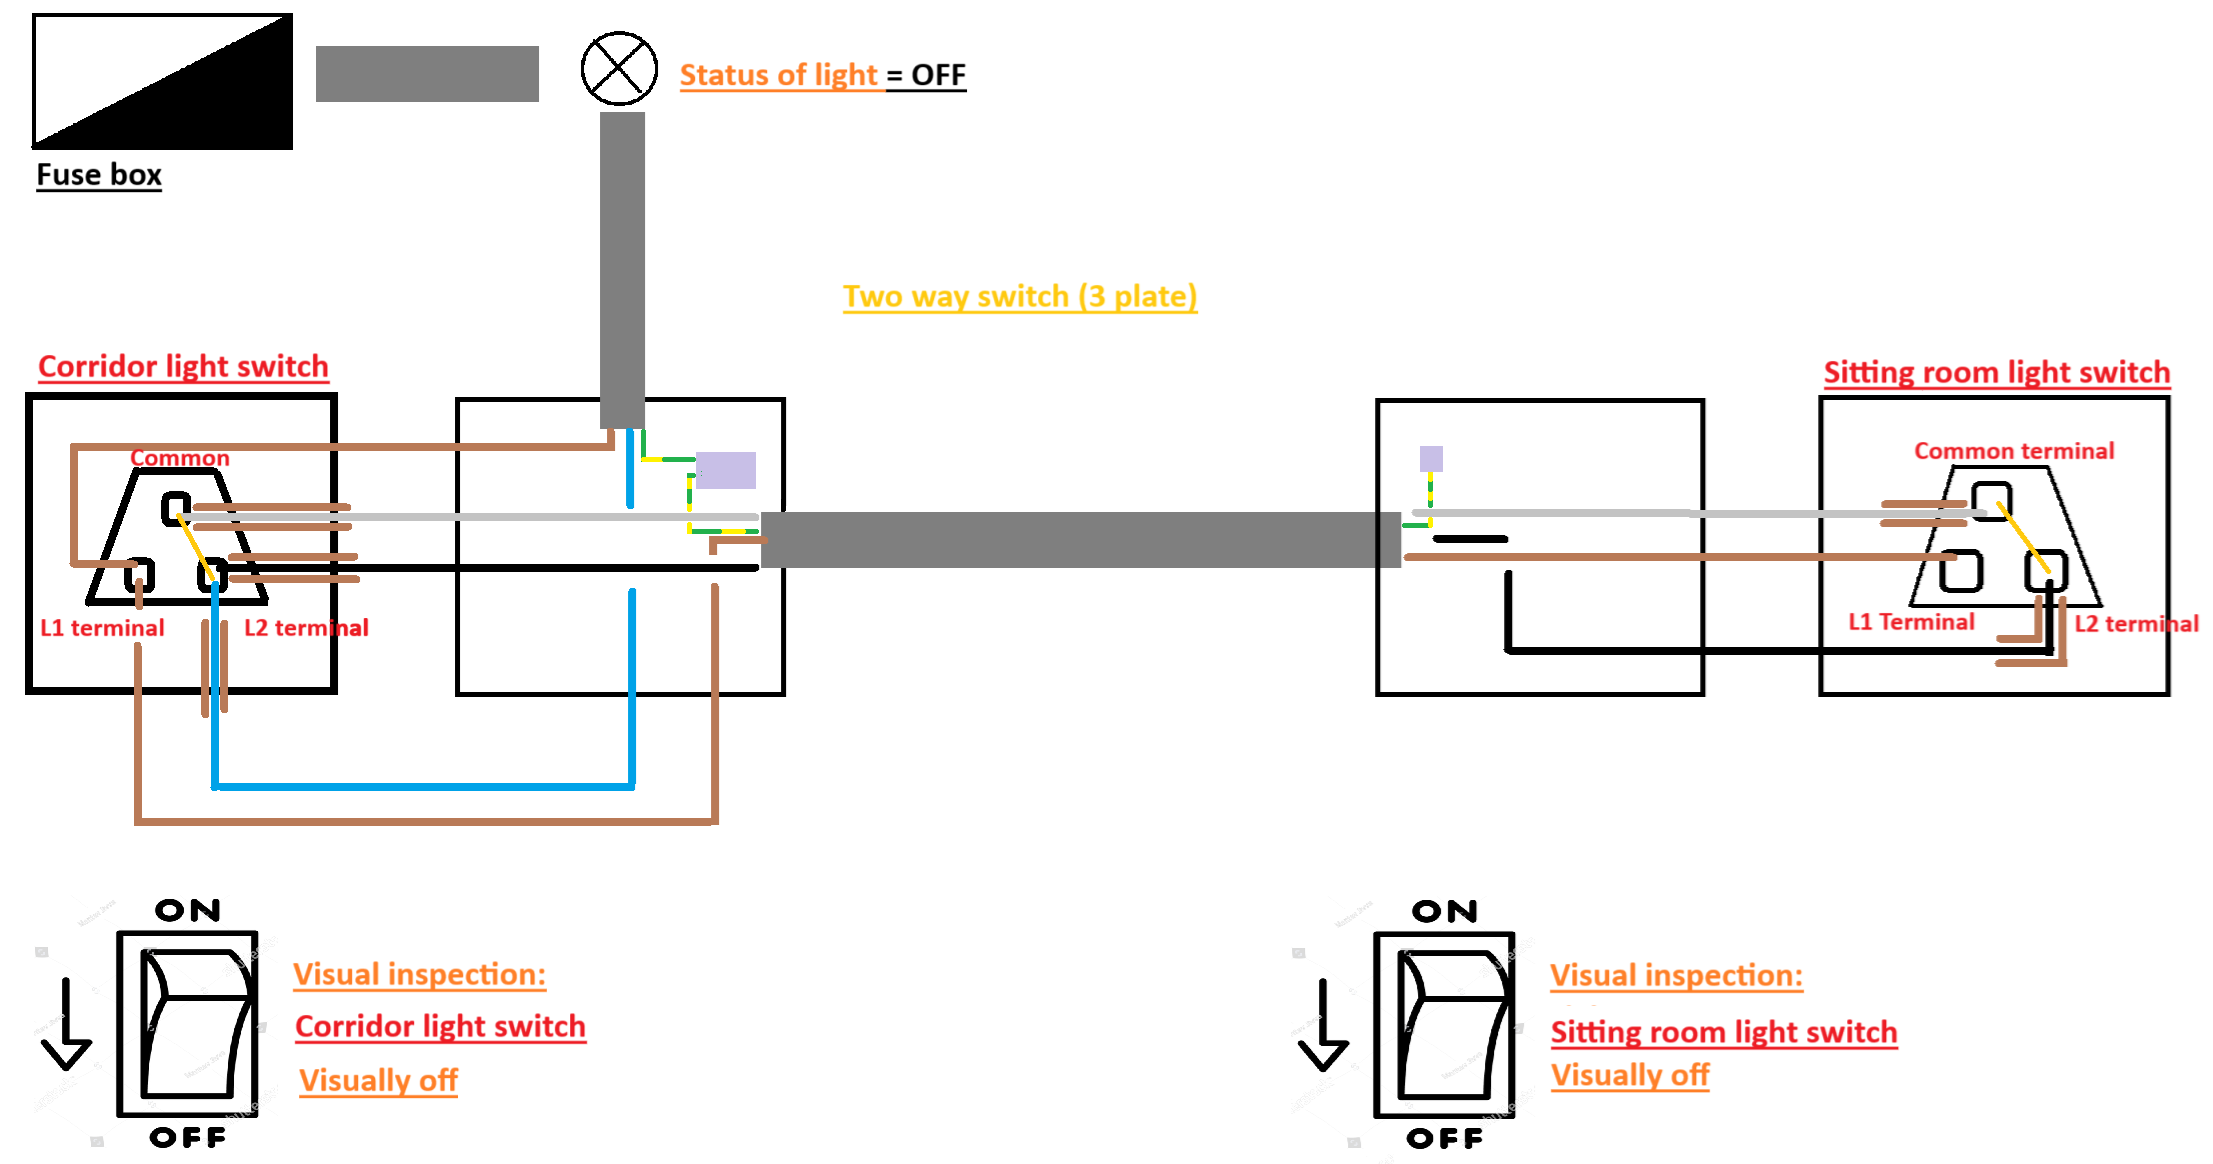 Status of light = OFF
Fuse box
Two way switch (3 plate)
Corridor light switch
Sitting room light switch
Common
L1 terminal
L2 terminal
Common terminal
L1 Terminal
L2 terminal
ON
Visual inspection:
Corridor light switch
Visually off
OFF
ON
Visual inspection:
Sitting room light switch
Visually off
OFF